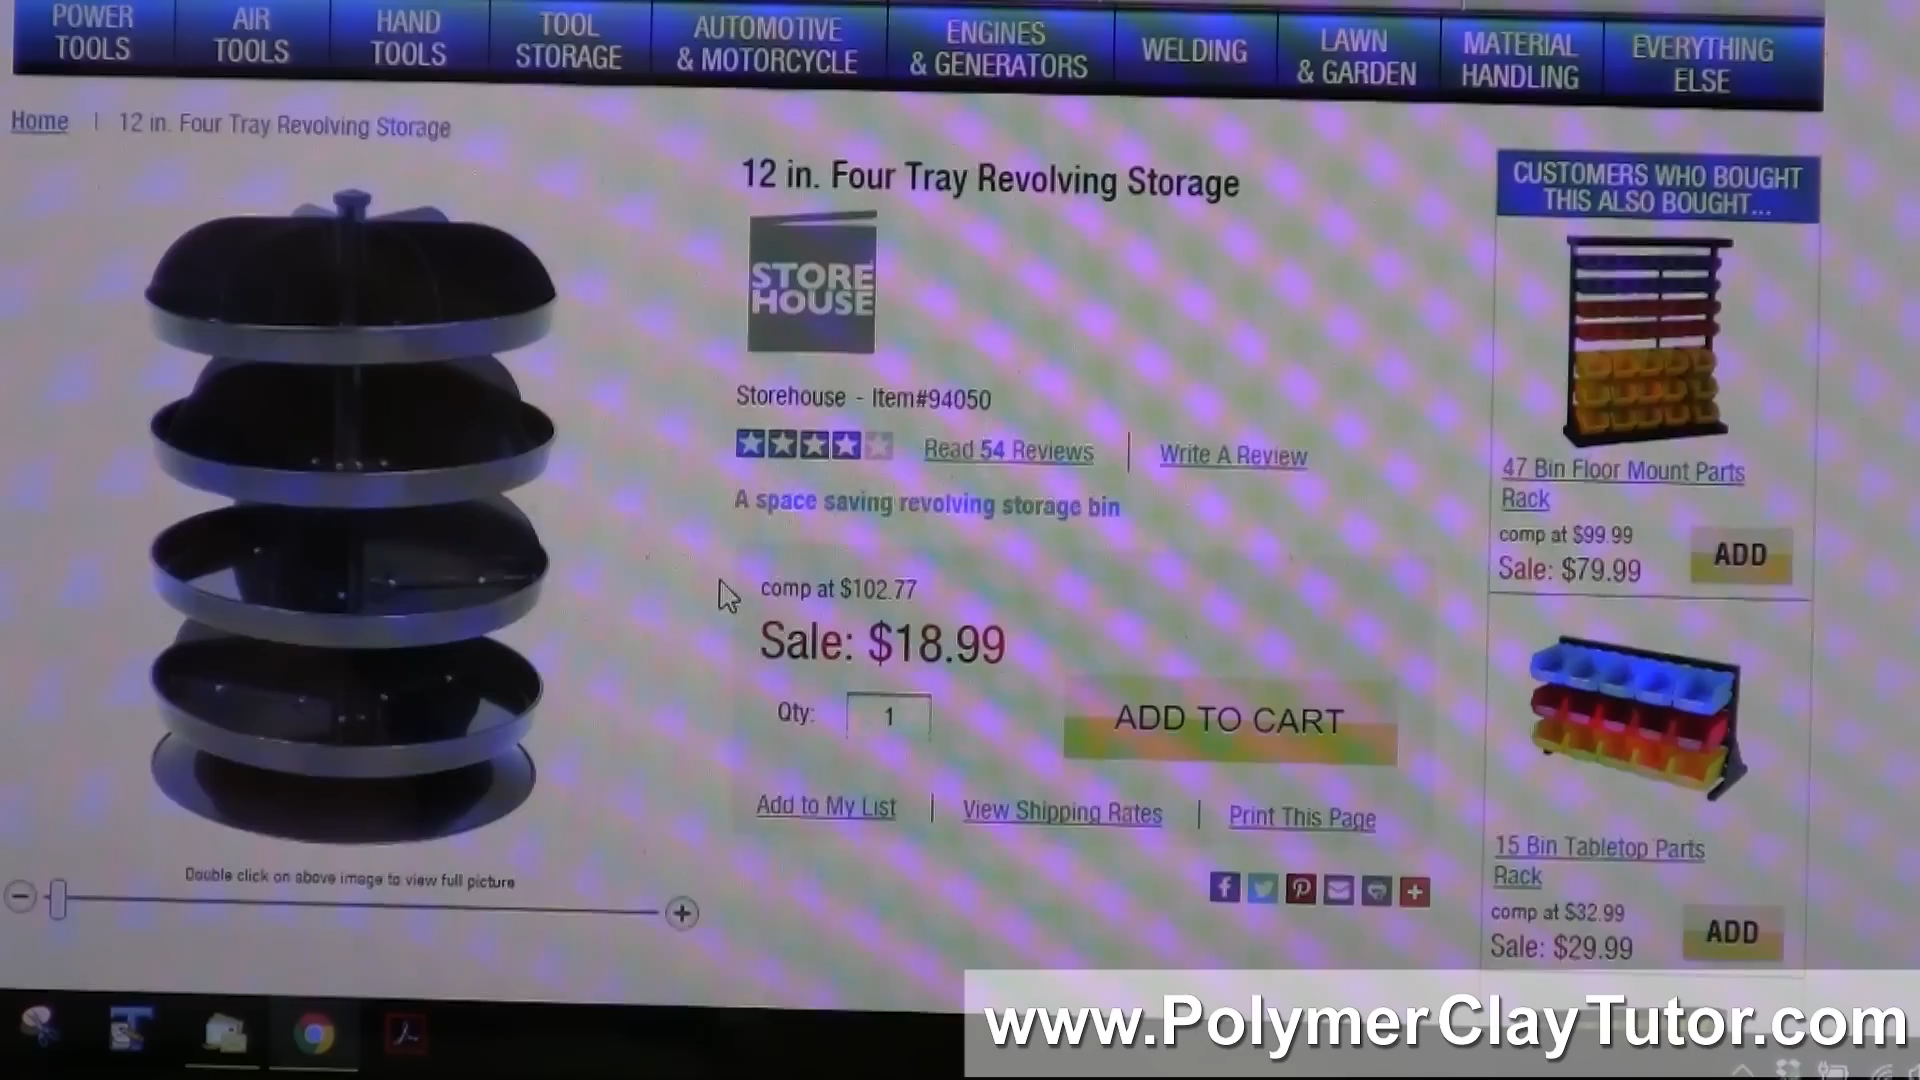 POWER
TOOLS
AIR
TOOLS
HAND
TOOLS
TOOL
STORAGE
AUTOMOTIVE
& MOTORCYCLE
ENGINES
& GENERATORS
WELDING
LAWN
& GARDEN
MATERIAL
HANDLING
EVERYTHING
ELSE
Home | 12 in. Four Tray Revolving Storage
12 in. Four Tray Revolving Storage
STORE
HOUSE
Storehouse - Item#94050
Read 54 Reviews | Write A Review
A space saving revolving storage bin
comp at $102.77
Sale: $18.99
Qty: 1
ADD TO CART
Add to My List | View Shipping Rates | Print This Page
Double click on above image to view full picture
CUSTOMERS WHO BOUGHT
THIS ALSO BOUGHT...
47 Bin Floor Mount Parts
Rack
comp at $99.99
Sale: $79.99
ADD
15 Bin Tabletop Parts
Rack
comp at $32.99
Sale: $29.99
ADD
www.PolymerClayTutor.com